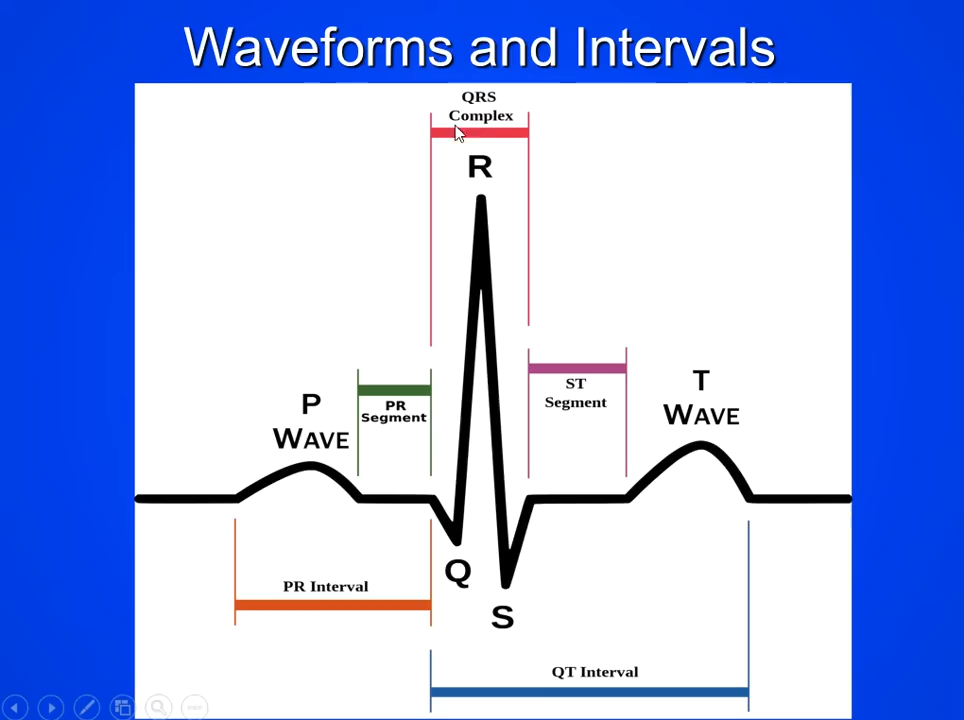 Waveforms and Intervals
QRS
Complex
R
P
WAVE
PR
Segment
ST
Segment
T
WAVE
Q
S
PR Interval
QT Interval